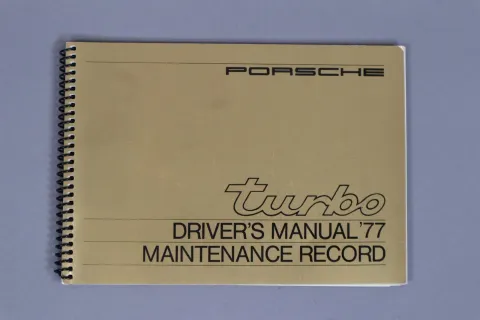 PORSCHE
turbo
DRIVER'S MANUAL '77
MAINTENANCE RECORD